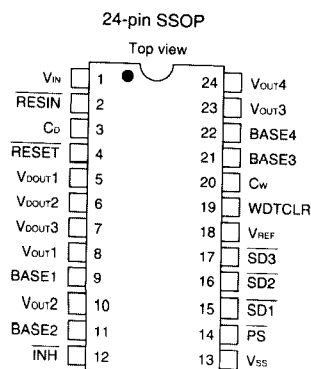 24-pin SSOP
Top view
VIN 1 24 VOUT4
RESIN 2 23 VOUT3
CD 3 22 BASE4
RESET 4 21 BASE3
VDOUT1 5 20 CW
VDOUT2 6 19 WDTCLR
VDOUT3 7 18 VREF
VOUT1 8 17 SD3
BASE1 9 16 SD2
VOUT2 10 15 SD1
BASE2 11 14 PS
INH 12 13 VSS